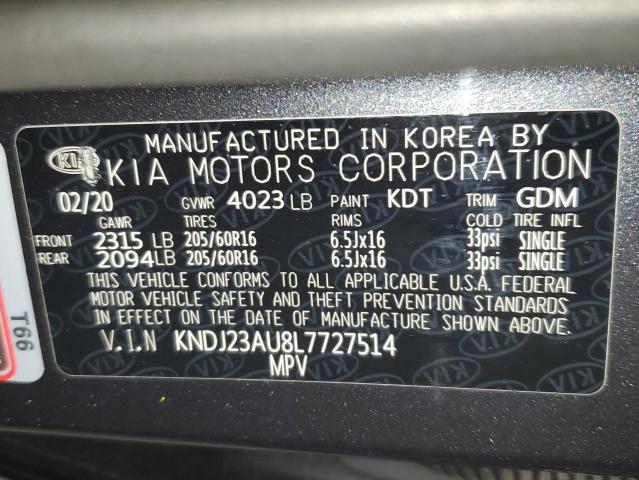 MANUFACTURED IN KOREA BY
KIA KIA MOTORS CORPORATION
02/20 GVWR 4023 LB PAINT KDT TRIM GDM
GAWR TIRES RIMS COLD TIRE INFL
FRONT 2315 LB 205/60R16 6.5Jx16 33psi SINGLE
REAR 2094LB 205/60R16 6.5Jx16 33psi SINGLE
THIS VEHICLE CONFORMS TO ALL APPLICABLE U.S.A. FEDERAL
MOTOR VEHICLE SAFETY AND THEFT PREVENTION STANDARDS
IN EFFECT ON THE DATE OF MANUFACTURE SHOWN ABOVE.
V.I.N KNDJ23AU8L7727514
MPV
T66